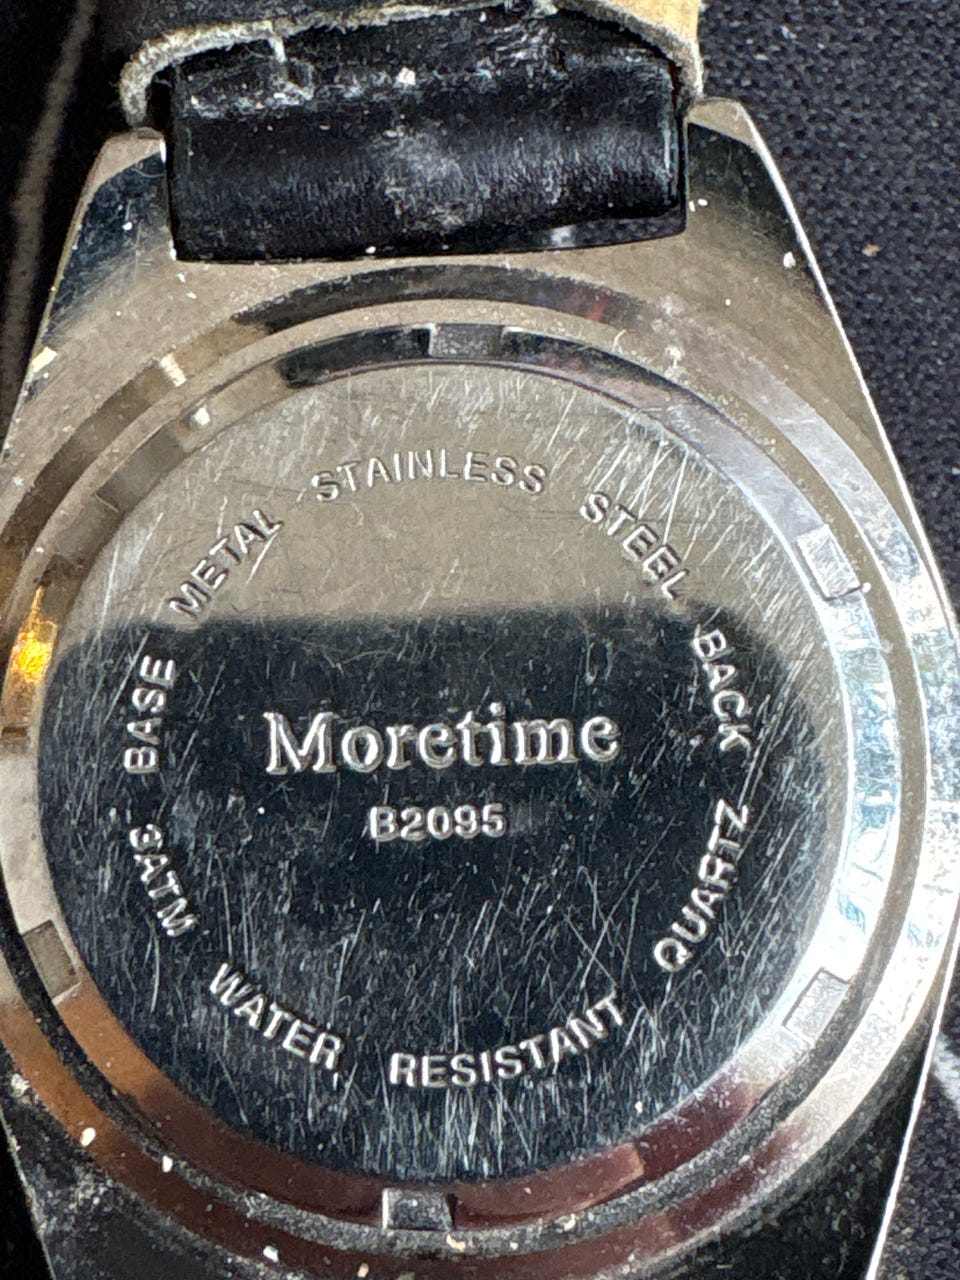 BASE METAL STAINLESS STEEL BACK
Moretime
B2095
3ATM WATER RESISTANT QUARTZ